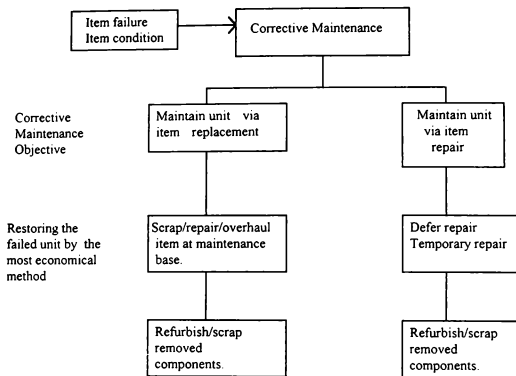 Item failure
Item condition
Corrective Maintenance
Corrective
Maintenance
Objective
Maintain unit via
item replacement
Maintain unit
via item
repair
Restoring the
failed unit by the
most economical
method
Scrap/repair/overhaul
item at maintenance
base.
Defer repair
Temporary repair
Refurbish/scrap
removed
components.
Refurbish/scrap
removed
components.